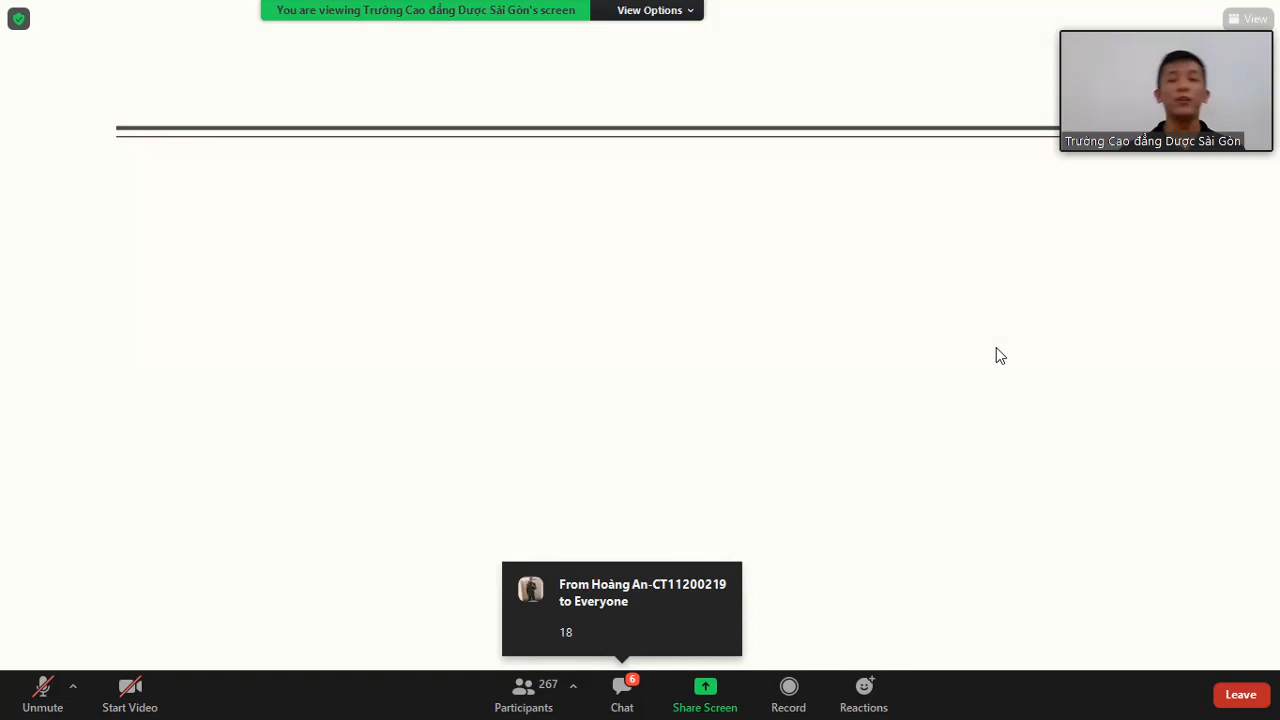 You are viewing Trường Cao đẳng Dược Sài Gòn's screen
View Options
View
Trường Cao đẳng Dược Sài Gòn
From Hoàng An-CT11200219
to Everyone
18
Unmute
Start Video
267
Participants
6
Chat
Share Screen
Record
Reactions
Leave